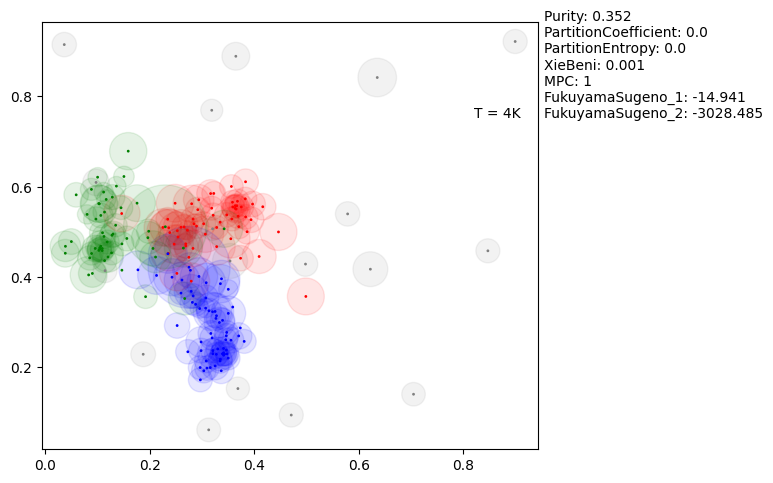 Purity: 0.352
PartitionCoefficient: 0.0
PartitionEntropy: 0.0
XieBeni: 0.001
MPC: 1
FukuyamaSugeno_1: -14.941
FukuyamaSugeno_2: -3028.485
T = 4K
0.8
0.6
0.4
0.2
0.0 0.2 0.4 0.6 0.8